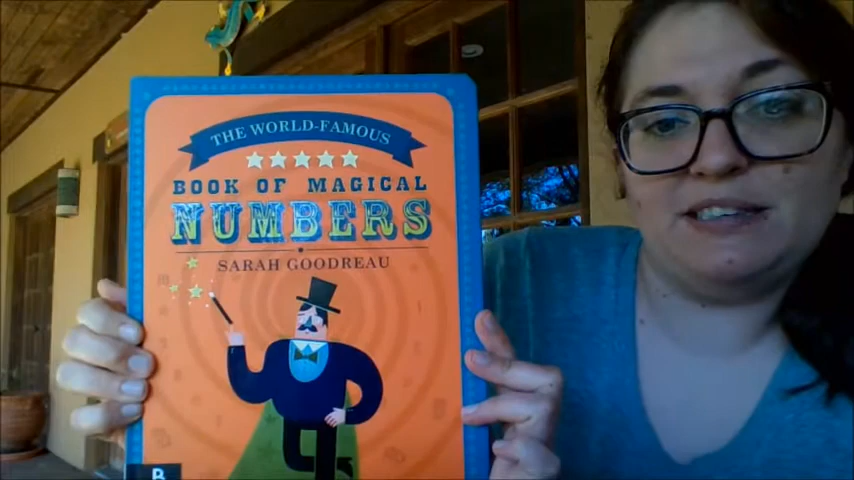 THE WORLD-FAMOUS
BOOK OF MAGICAL
NUMBERS
SARAH GOODREAU
B